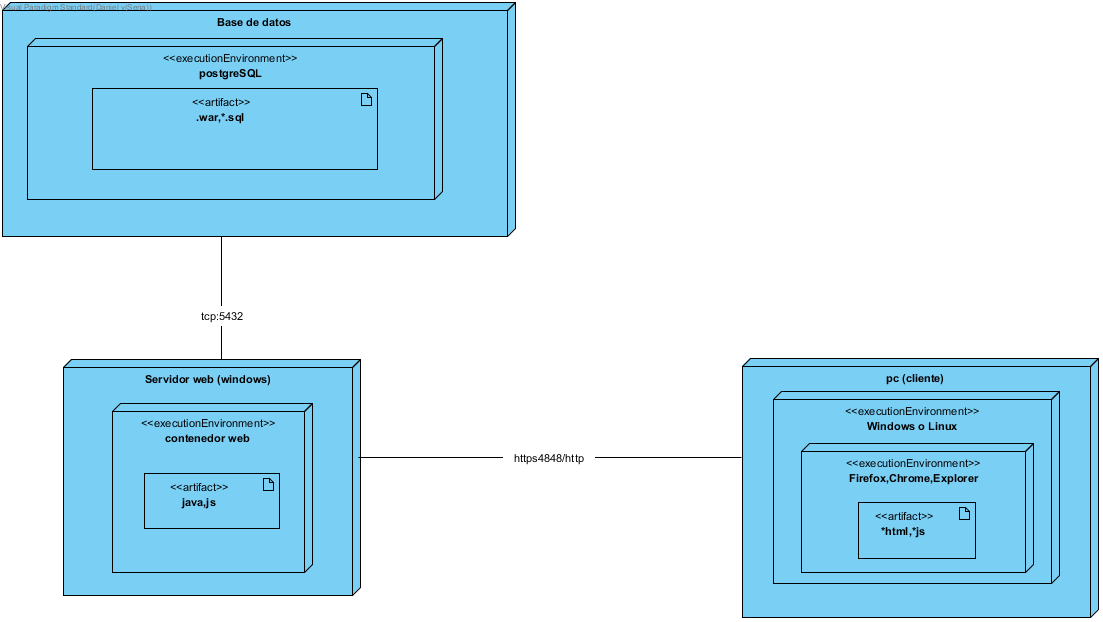 Visual Paradigm Standard(Daniel v(Sena))
Base de datos
<<executionEnvironment>>
postgreSQL
<<artifact>>
.war,*.sql
tcp:5432
Servidor web (windows)
<<executionEnvironment>>
contenedor web
<<artifact>>
java,js
https4848/http
pc (cliente)
<<executionEnvironment>>
Windows o Linux
<<executionEnvironment>>
Firefox,Chrome,Explorer
<<artifact>>
*html,*js